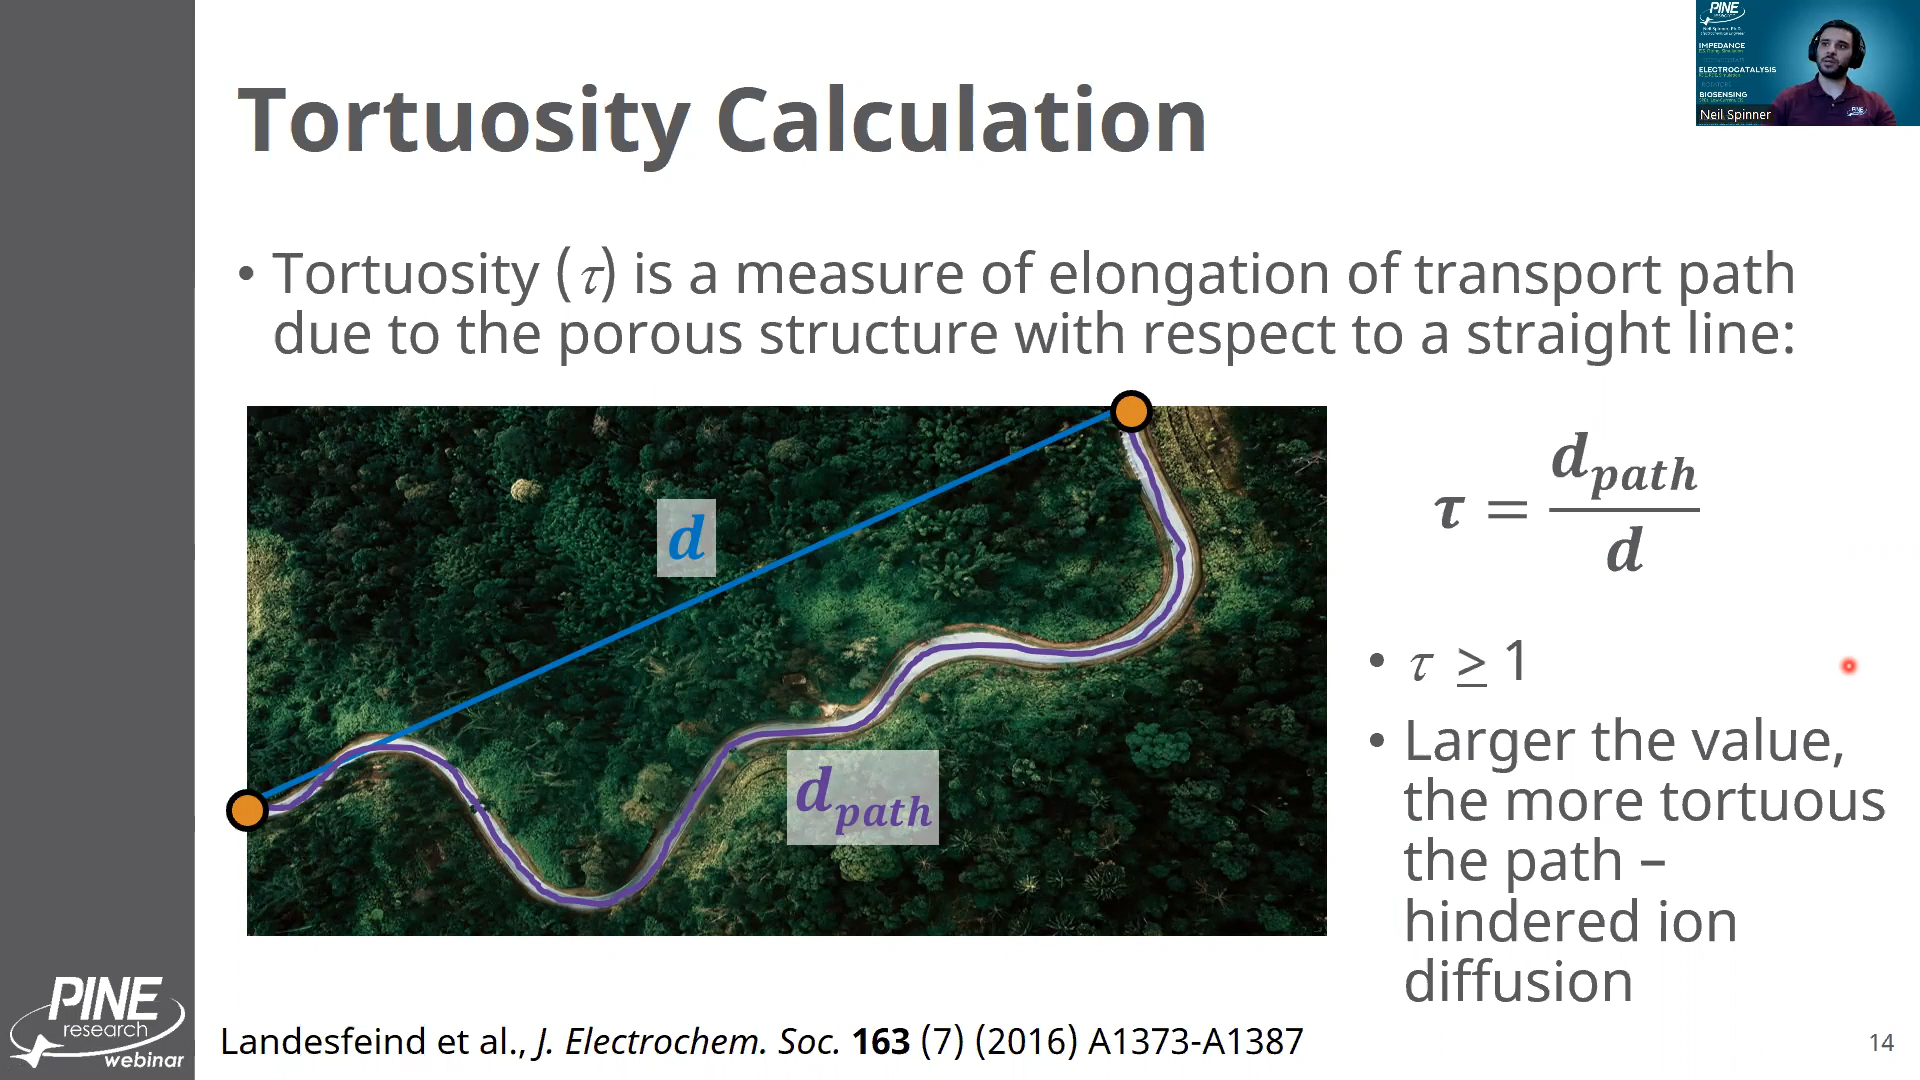 Tortuosity Calculation
PINE
IMPEDANCE
ELECTROCATALYSIS
BIOSENSING
PINE
Neil Spinner
• Tortuosity (τ) is a measure of elongation of transport path
due to the porous structure with respect to a straight line:
d
d_path
τ = d_path / d
• τ ≥ 1
• Larger the value,
the more tortuous
the path –
hindered ion
diffusion
PINE
research
webinar
Landesfeind et al., J. Electrochem. Soc. 163 (7) (2016) A1373-A1387
14